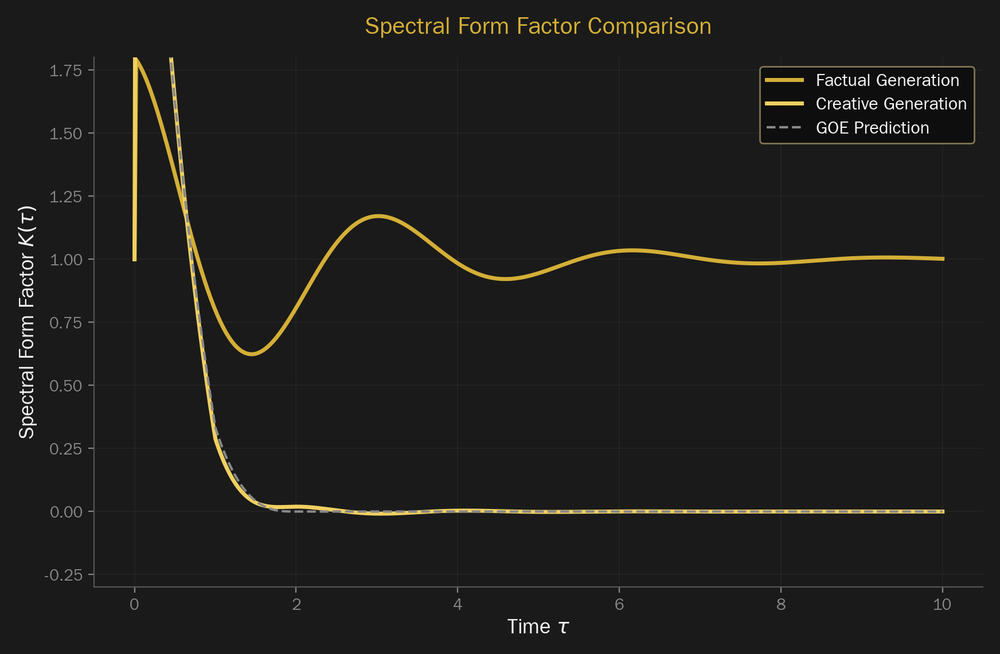 Spectral Form Factor Comparison
Factual Generation
Creative Generation
GOE Prediction
Spectral Form Factor K(τ)
1.75
1.50
1.25
1.00
0.75
0.50
0.25
0.00
-0.25
0 2 4 6 8 10
Time τ